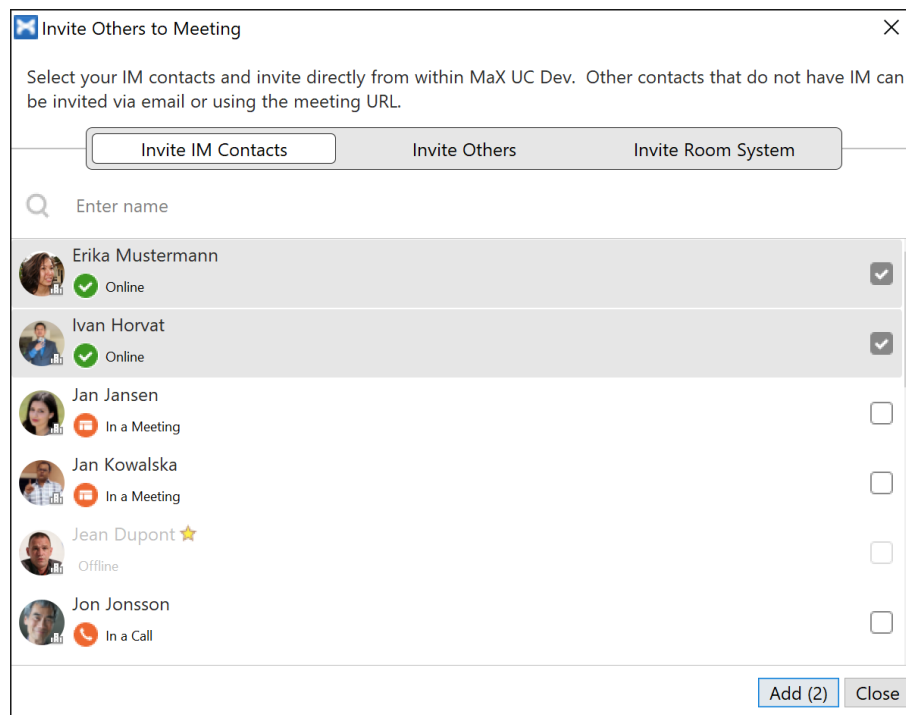 Invite Others to Meeting
Select your IM contacts and invite directly from within MaX UC Dev.  Other contacts that do not have IM can
be invited via email or using the meeting URL.
Invite IM Contacts
Invite Others
Invite Room System
Enter name
Erika Mustermann
Online
Ivan Horvat
Online
Jan Jansen
In a Meeting
Jan Kowalska
In a Meeting
Jean Dupont
Offline
Jon Jonsson
In a Call
Add (2)
Close